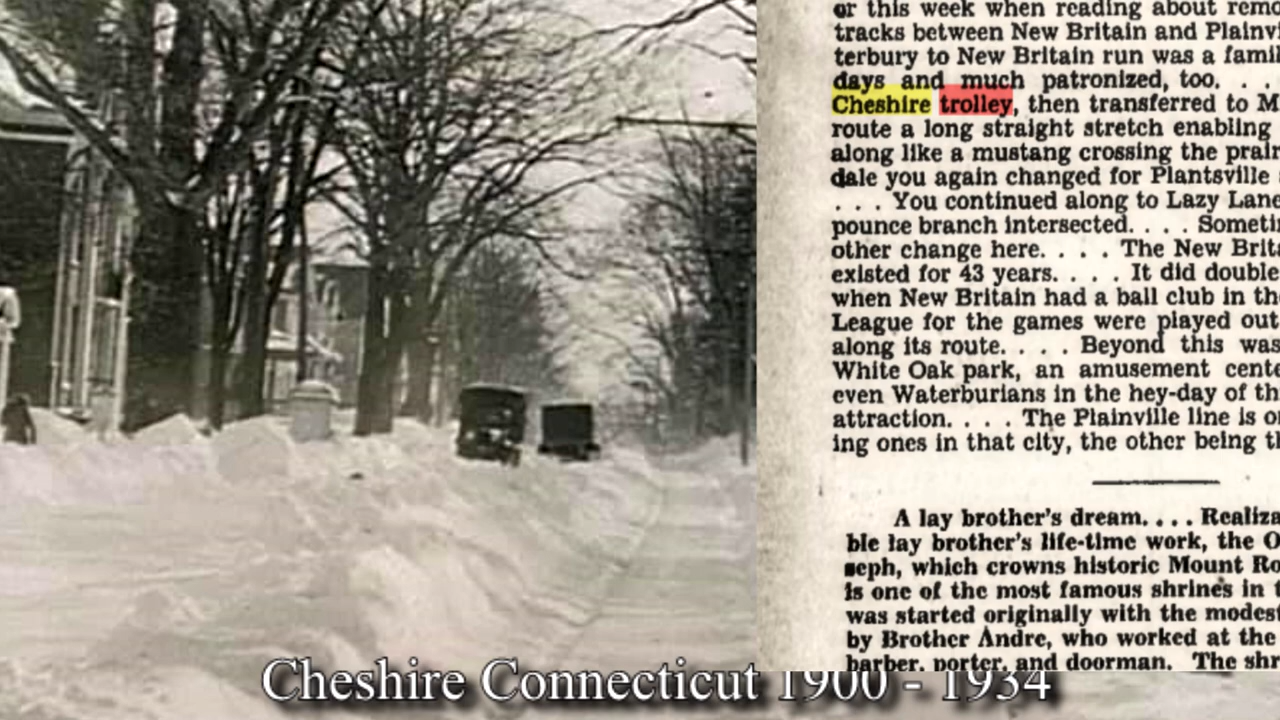 or this week when reading about remo
tracks between New Britain and Plainvi
terbury to New Britain run was a famil
days and much patronized, too. . . .
Cheshire trolley, then transferred to M
route a long straight stretch enabling
along like a mustang crossing the prair
dale you again changed for Plantsville
. . . You continued along to Lazy Lane
pounce branch intersected. . . . Someti
other change here. . . . The New Brita
existed for 43 years. . . . It did double
when New Britain had a ball club in th
League for the games were played out
along its route. . . . Beyond this was
White Oak park, an amusement cente
even Waterburians in the hey-day of th
attraction. . . . The Plainville line is o
ing ones in that city, the other being th
A lay brother's dream. . . . Realiza
ble lay brother's life-time work, the O
seph, which crowns historic Mount Ro
is one of the most famous shrines in t
was started originally with the modest
by Brother Andre, who worked at the
barber, porter, and doorman. The shr
Cheshire Connecticut 1900 - 1934